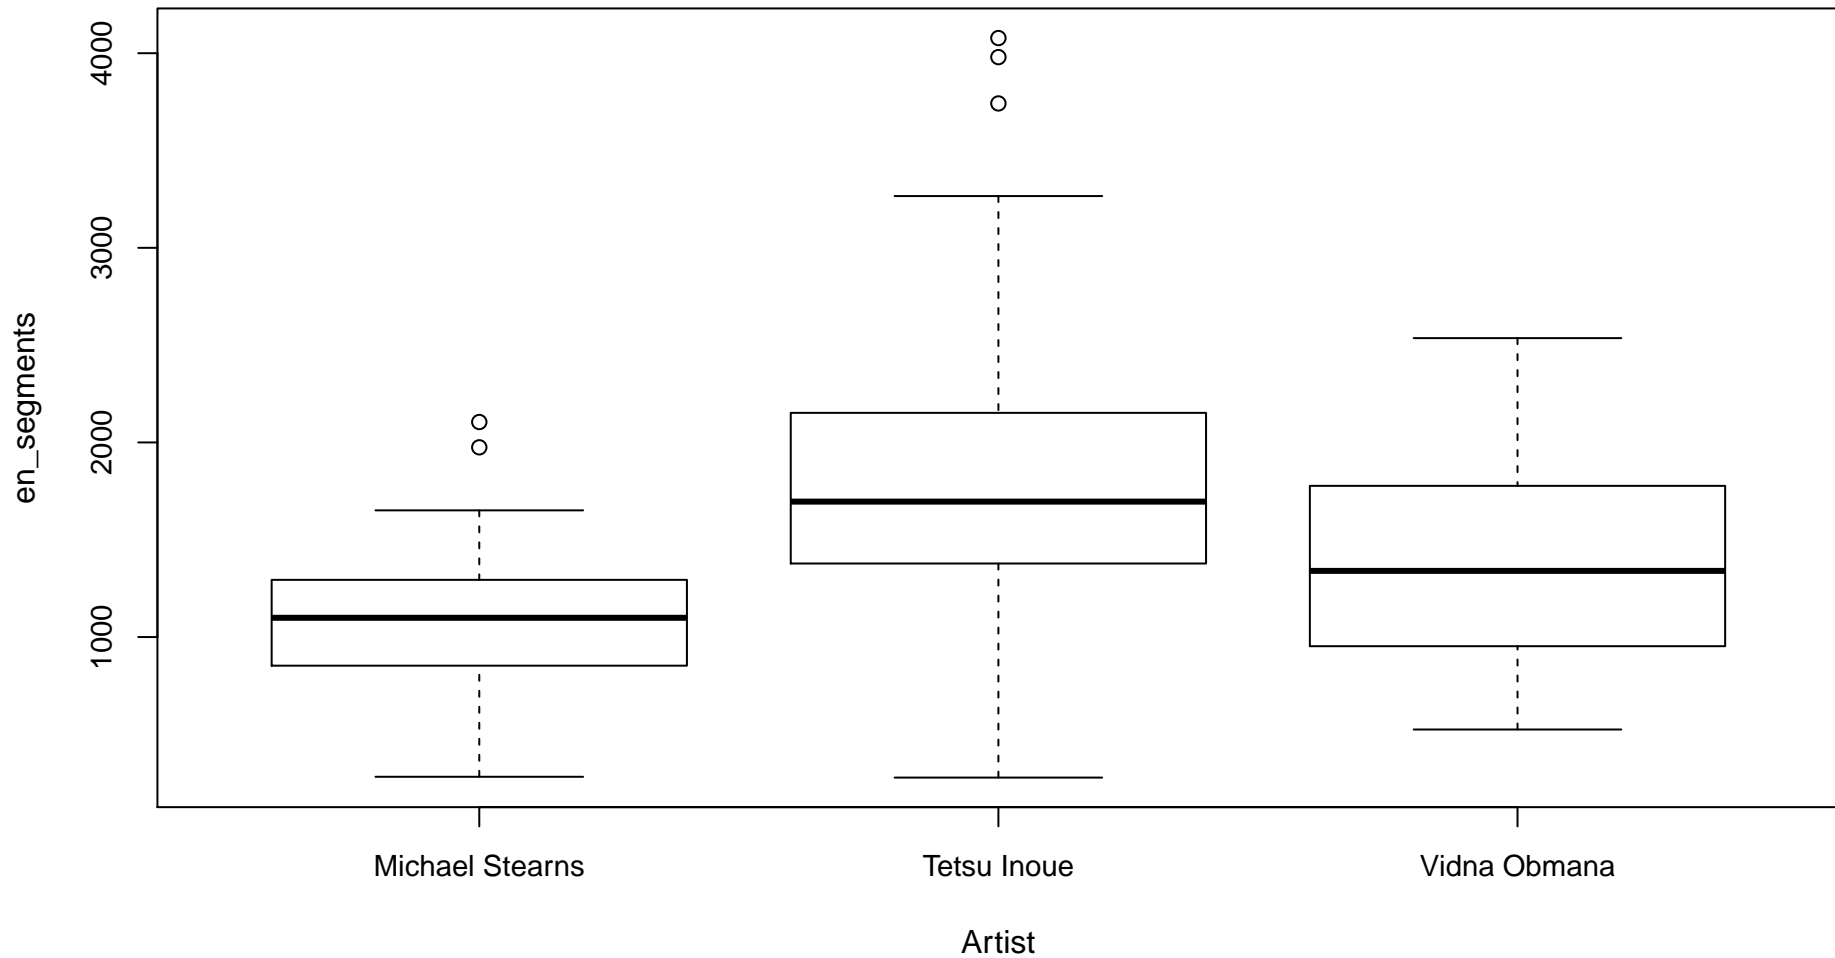 en_segments
4000
3000
2000
1000
Michael Stearns
Tetsu Inoue
Vidna Obmana
Artist